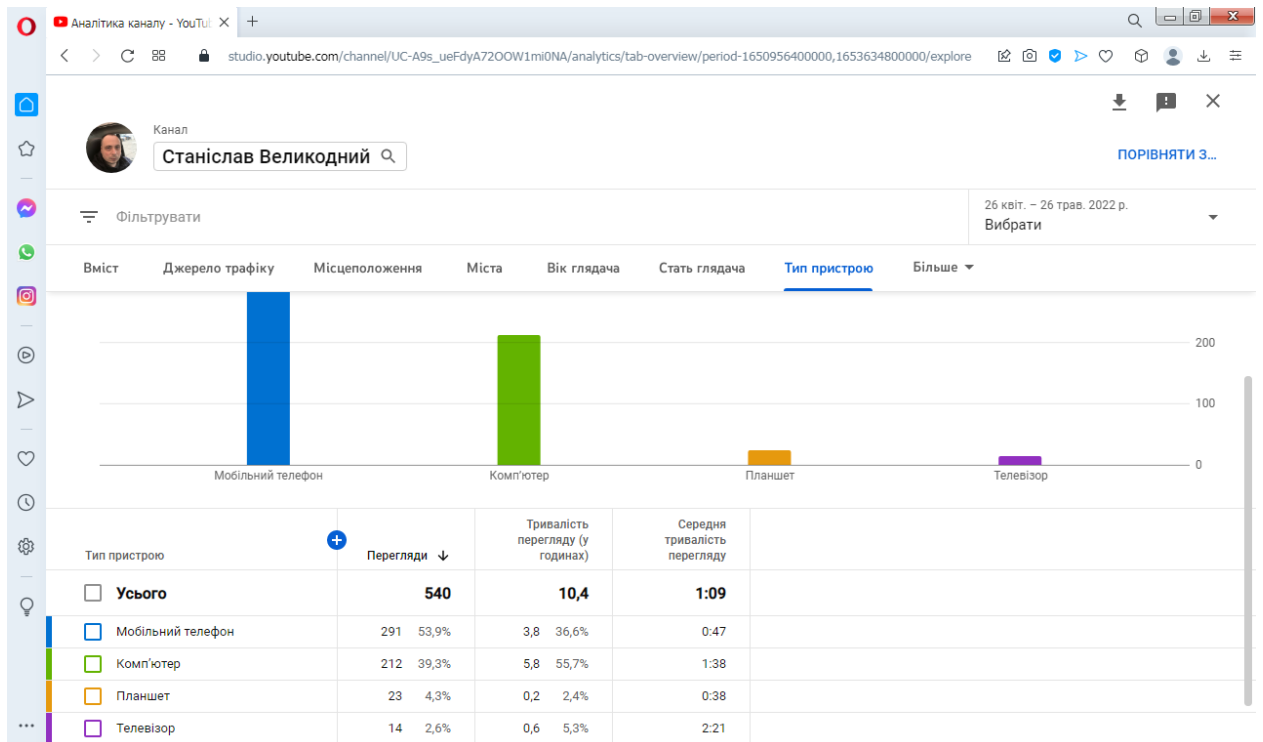 Аналітика каналу - YouTu
studio.youtube.com/channel/UC-A9s_ueFdyA72OOW1mi0NA/analytics/tab-overview/period-1650956400000,1653634800000/explore
Канал
Станіслав Великодний
ПОРІВНЯТИ З...
Фільтрувати
26 квіт. – 26 трав. 2022 р.
Вибрати
Вміст Джерело трафіку Місцеположення Міста Вік глядача Стать глядача Тип пристрою Більше
200
100
0
Мобільний телефон Комп'ютер Планшет Телевізор
Тип пристрою Перегляди Тривалість перегляду (у годинах) Середня тривалість перегляду
Усього 540 10,4 1:09
Мобільний телефон 291 53,9% 3,8 36,6% 0:47
Комп'ютер 212 39,3% 5,8 55,7% 1:38
Планшет 23 4,3% 0,2 2,4% 0:38
Телевізор 14 2,6% 0,6 5,3% 2:21